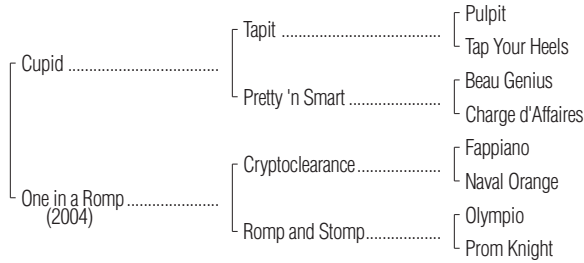 Pulpit
Tapit
Tap Your Heels
Cupid
Beau Genius
Pretty 'n Smart
Charge d'Affaires
Fappiano
Cryptoclearance
Naval Orange
One in a Romp
(2004)
Olympio
Romp and Stomp
Prom Knight